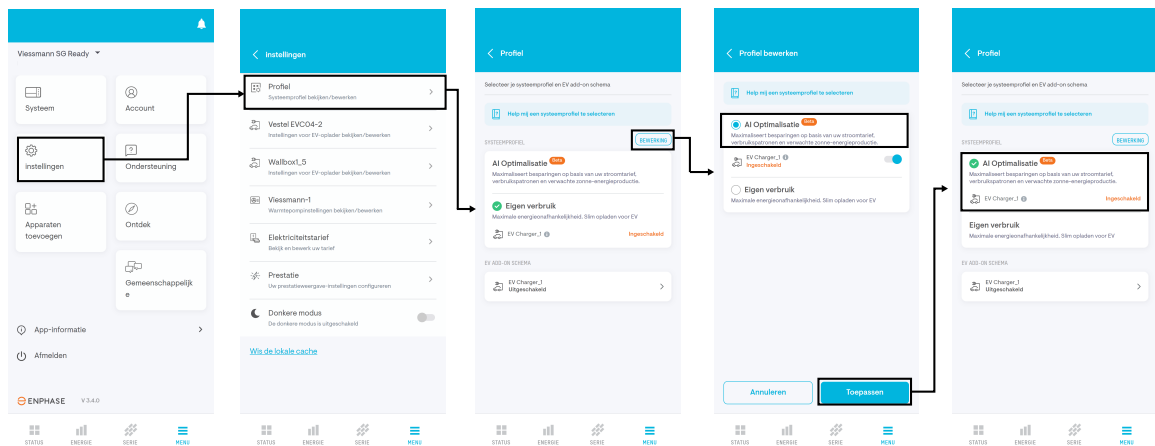 Viessmann SG Ready
Systeem
Account
instellingen
Ondersteuning
Apparaten
toevoegen
Ontdek
Gemeenschappelijk
e
App-informatie
Afmelden
ENPHASE V 3.4.0
STATUS ENERGIE SERIE MENU
instellingen
Profiel
Systeemprofiel bekijken/bewerken
Vestel EVC04-2
Instellingen voor EV-oplader bekijken/bewerken
Wallbox1_5
Instellingen voor EV-oplader bekijken/bewerken
Viessmann-1
Warmtepompinstellingen bekijken/bewerken
Elektriciteitstarief
Bekijk en bewerk uw tarief
Prestatie
Uw prestatieweergave-instellingen configureren
Donkere modus
De donkere modus is uitgeschakeld
Wis de lokale cache
STATUS ENERGIE SERIE MENU
Profiel
Selecteer je systeemprofiel en EV add-on schema
Help mij een systeemprofiel te selecteren
SYSTEEMPROFIEL BEWERKING
AI Optimalisatie Beta
Maximaliseert besparingen op basis van uw stroomtarief,
verbruikspatronen en verwachte zonne-energieproductie.
Eigen verbruik
Maximale energieonafhankelijkheid. Slim opladen voor EV
EV Charger_1 Ingeschakeld
EV ADD-ON SCHEMA
EV Charger_1
Uitgeschakeld
STATUS ENERGIE SERIE MENU
Profiel bewerken
Help mij een systeemprofiel te selecteren
AI Optimalisatie Beta
Maximaliseert besparingen op basis van uw stroomtarief,
verbruikspatronen en verwachte zonne-energieproductie.
EV Charger_1
Ingeschakeld
Eigen verbruik
Maximale energieonafhankelijkheid. Slim opladen voor EV
Annuleren Toepassen
STATUS ENERGIE SERIE MENU
Profiel
Selecteer je systeemprofiel en EV add-on schema
Help mij een systeemprofiel te selecteren
SYSTEEMPROFIEL BEWERKING
AI Optimalisatie Beta
Maximaliseert besparingen op basis van uw stroomtarief,
verbruikspatronen en verwachte zonne-energieproductie.
EV Charger_1 Ingeschakeld
Eigen verbruik
Maximale energieonafhankelijkheid. Slim opladen voor EV
EV ADD-ON SCHEMA
EV Charger_1
Uitgeschakeld
STATUS ENERGIE SERIE MENU